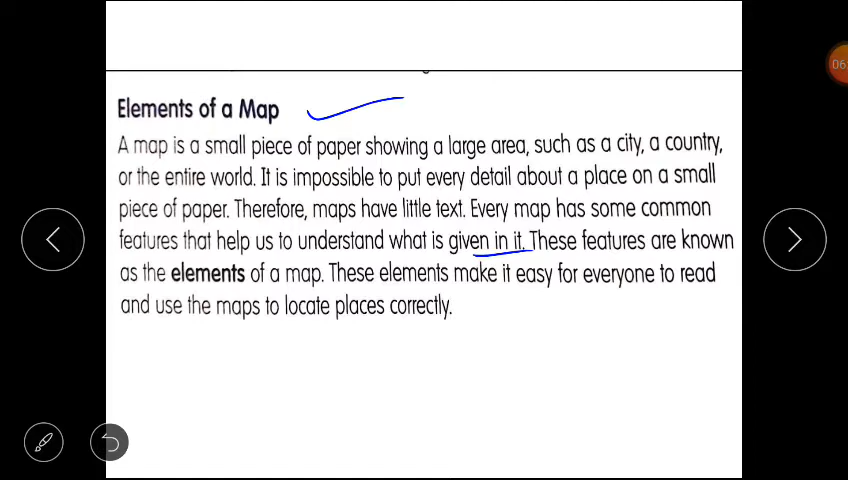 Elements of a Map
A map is a small piece of paper showing a large area, such as a city, a country,
or the entire world. It is impossible to put every detail about a place on a small
piece of paper. Therefore, maps have little text. Every map has some common
features that help us to understand what is given in it. These features are known
as the elements of a map. These elements make it easy for everyone to read
and use the maps to locate places correctly.